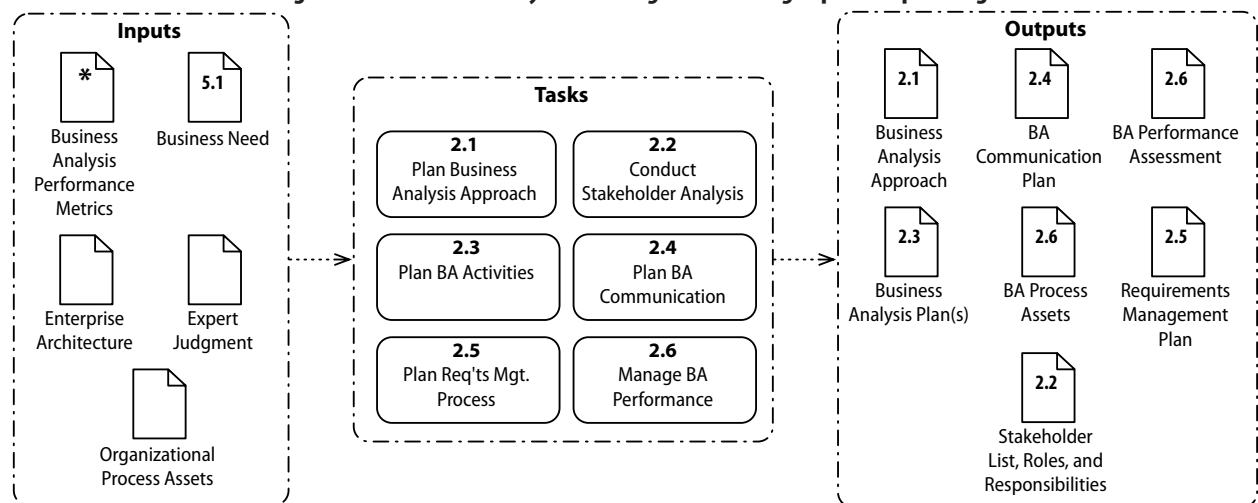 Inputs
*
Business
Analysis
Performance
Metrics
5.1
Business Need
Enterprise
Architecture
Expert
Judgment
Organizational
Process Assets
Tasks
2.1
Plan Business
Analysis Approach
2.2
Conduct
Stakeholder Analysis
2.3
Plan BA Activities
2.4
Plan BA
Communication
2.5
Plan Req'ts Mgt.
Process
2.6
Manage BA
Performance
Outputs
2.1
Business
Analysis
Approach
2.4
BA
Communication
Plan
2.6
BA Performance
Assessment
2.3
Business
Analysis Plan(s)
2.6
BA Process
Assets
2.5
Requirements
Management
Plan
2.2
Stakeholder
List, Roles, and
Responsibilities